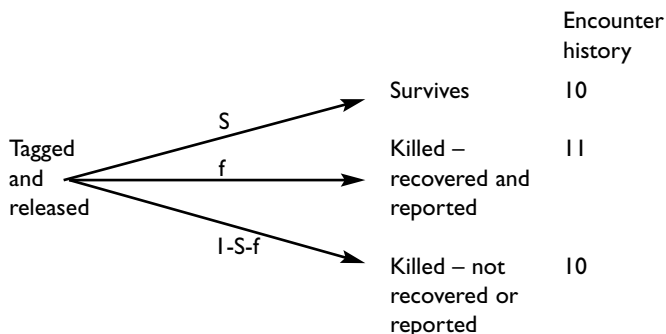 Encounter
history
Survives 10
S
Tagged
and
released
Killed –
recovered and
reported
11
f
1-S-f
Killed – not
recovered or
reported
10